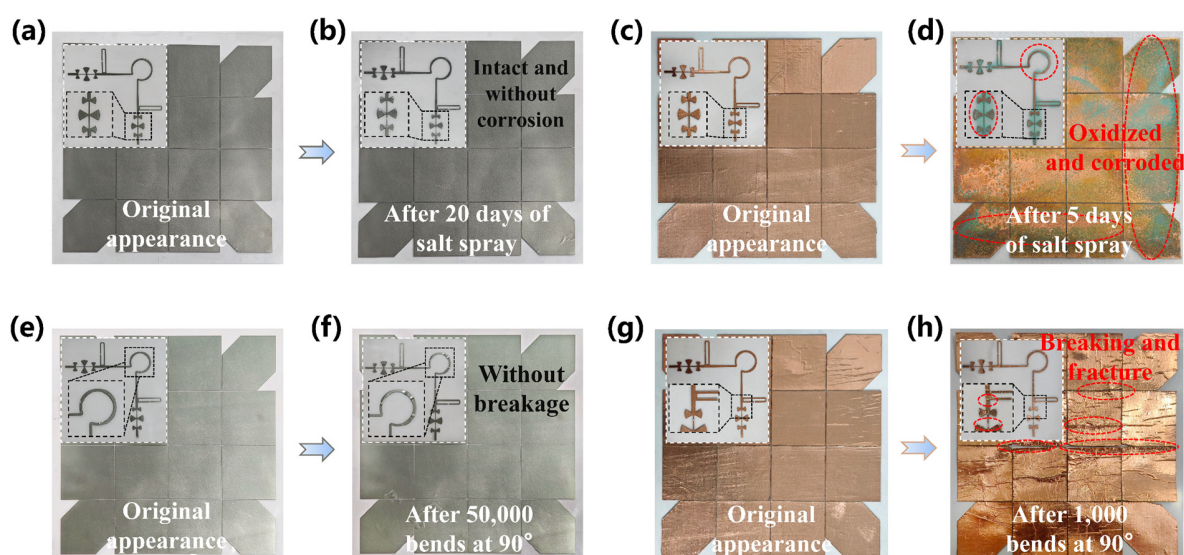 (a)
(b)
(c)
(d)
Intact and
without
corrosion
Oxidized
and corroded
Original
appearance
After 20 days of
salt spray
Original
appearance
After 5 days
of salt spray
(e)
(f)
(g)
(h)
Without
breakage
Breaking and
fracture
Original
appearance
After 50,000
bends at 90°
Original
appearance
After 1,000
bends at 90°